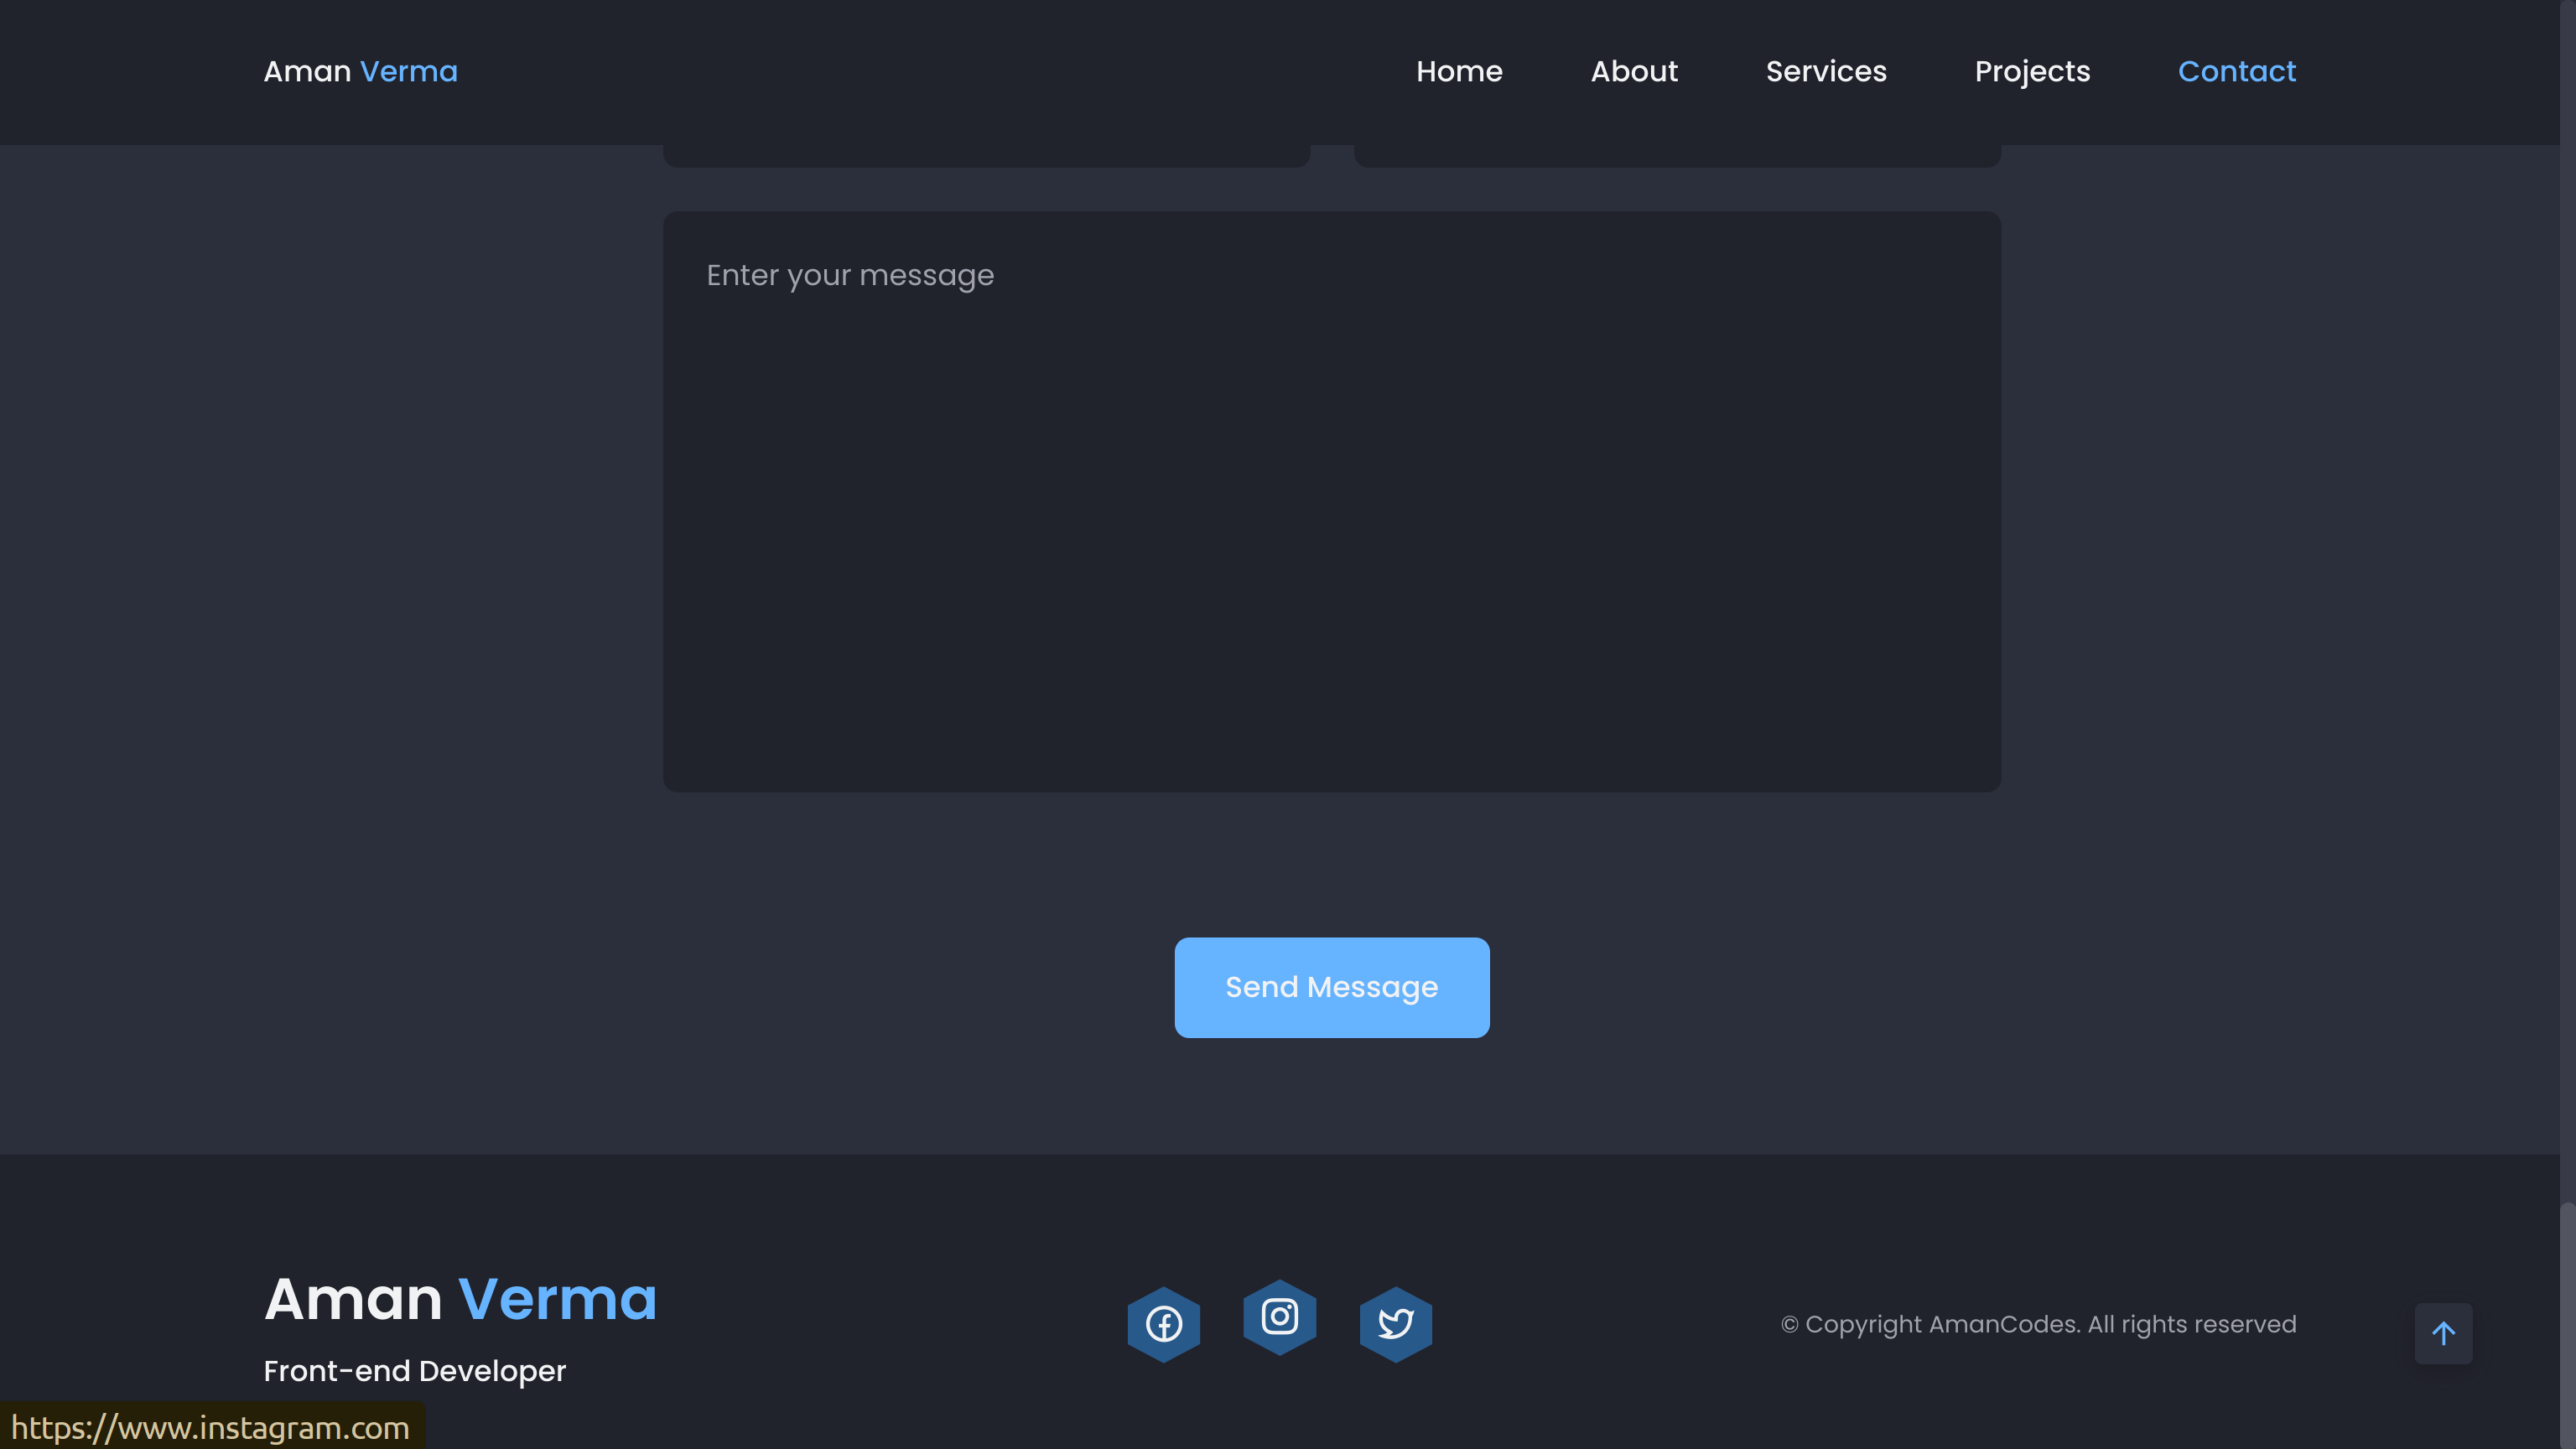 Aman Verma
Home About Services Projects Contact
Enter your message
Send Message
Aman Verma
Front-end Developer
© Copyright AmanCodes. All rights reserved
https://www.instagram.com